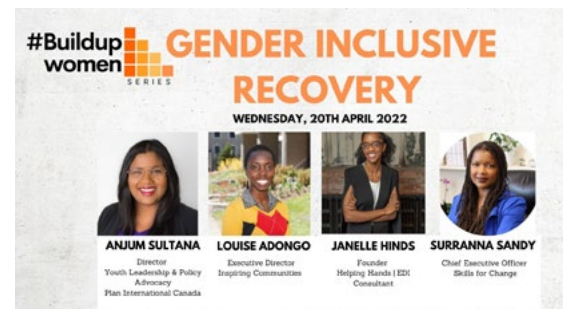 #Buildup
women
SERIES
GENDER INCLUSIVE
RECOVERY
WEDNESDAY, 20TH APRIL 2022
ANJUM SULTANA
Director
Youth Leadership & Policy
Advocacy
Plan International Canada
LOUISE ADONGO
Executive Director
Inspiring Communities
JANELLE HINDS
Founder
Helping Hands | EDI
Consultant
SURRANNA SANDY
Chief Executive Officer
Skills for Change